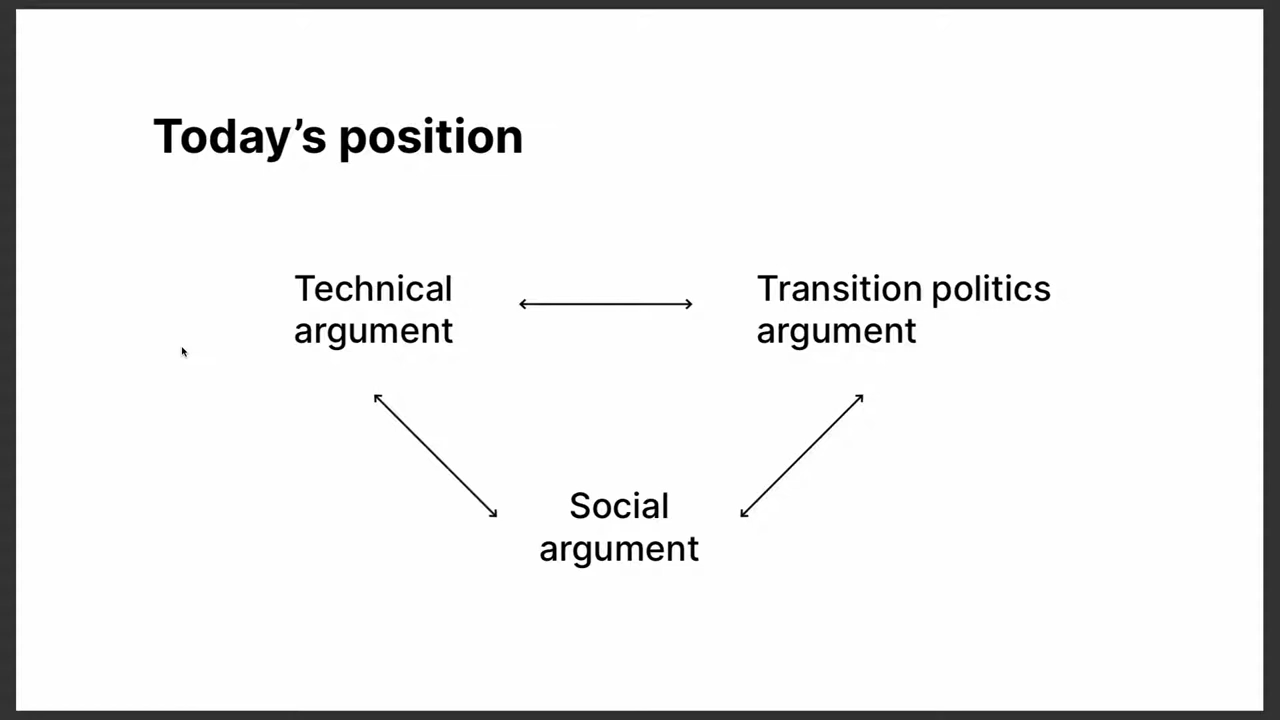 Today’s position
Technical
argument
Transition politics
argument
Social
argument